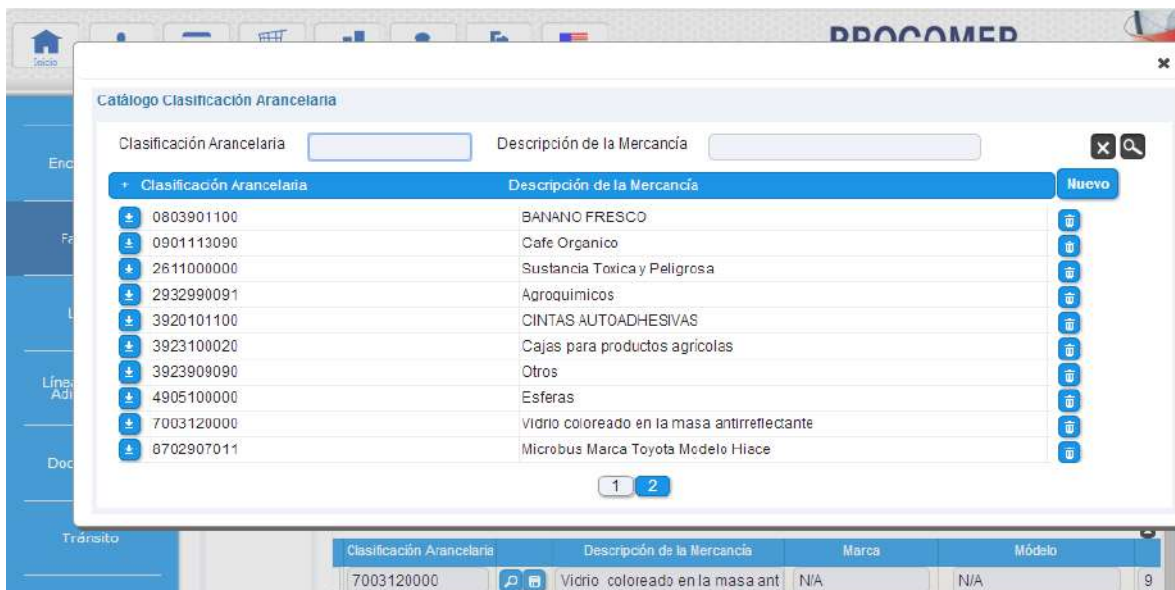 Inicio
PROCOMER
Catálogo Clasificación Arancelaria
Clasificación Arancelaria Descripción de la Mercancía
+ Clasificación Arancelaria Descripción de la Mercancía Nuevo
0803901100 BANANO FRESCO
0901113090 Cafe Organico
2611000000 Sustancia Toxica y Peligrosa
2932990091 Agroquimicos
3920101100 CINTAS AUTOADHESIVAS
3923100020 Cajas para productos agricolas
3923909090 Otros
4905100000 Esferas
7003120000 Vidrio coloreado en la masa antirreflectante
8702907011 Microbus Marca Toyota Modelo Hiace
1 2
Enc
Fa
L
Líne
Adi
Doc
Tránsito
Clasificación Arancelaria Descripción de la Mercancía Marca Módelo
7003120000 Vidrio coloreado en la masa ant N/A N/A 9